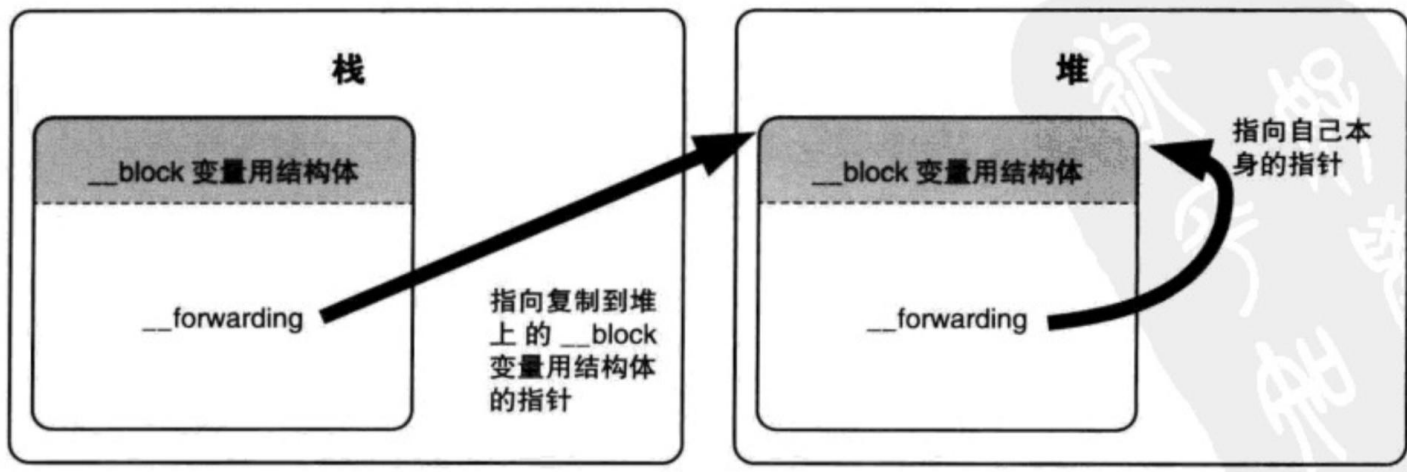 栈
__block 变量用结构体
__forwarding
指向复制到堆
上 的 __block
变量用结构体
的指针
堆
__block 变量用结构体
__forwarding
指向自己本
身的指针